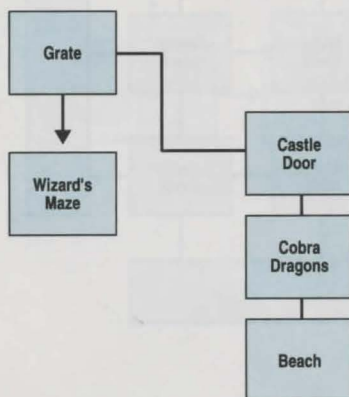 Grate
Wizard's
Maze
Castle
Door
Cobra
Dragons
Beach